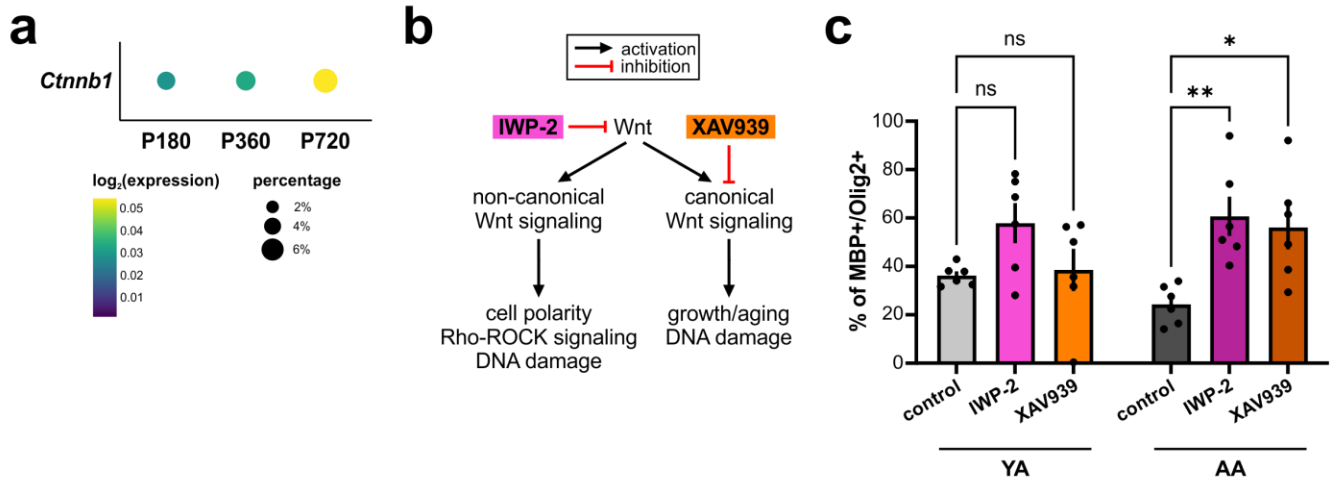 a
Ctnnb1
P180 P360 P720
log₂(expression)
0.05
0.04
0.03
0.02
0.01
percentage
2%
4%
6%
b
activation
inhibition
IWP-2 Wnt XAV939
non-canonical
Wnt signaling
canonical
Wnt signaling
cell polarity
Rho-ROCK signaling
DNA damage
growth/aging
DNA damage
c
% of MBP+/Olig2+
100
80
60
40
20
0
ns
ns
*
**
control IWP-2 XAV939 control IWP-2 XAV939
YA AA